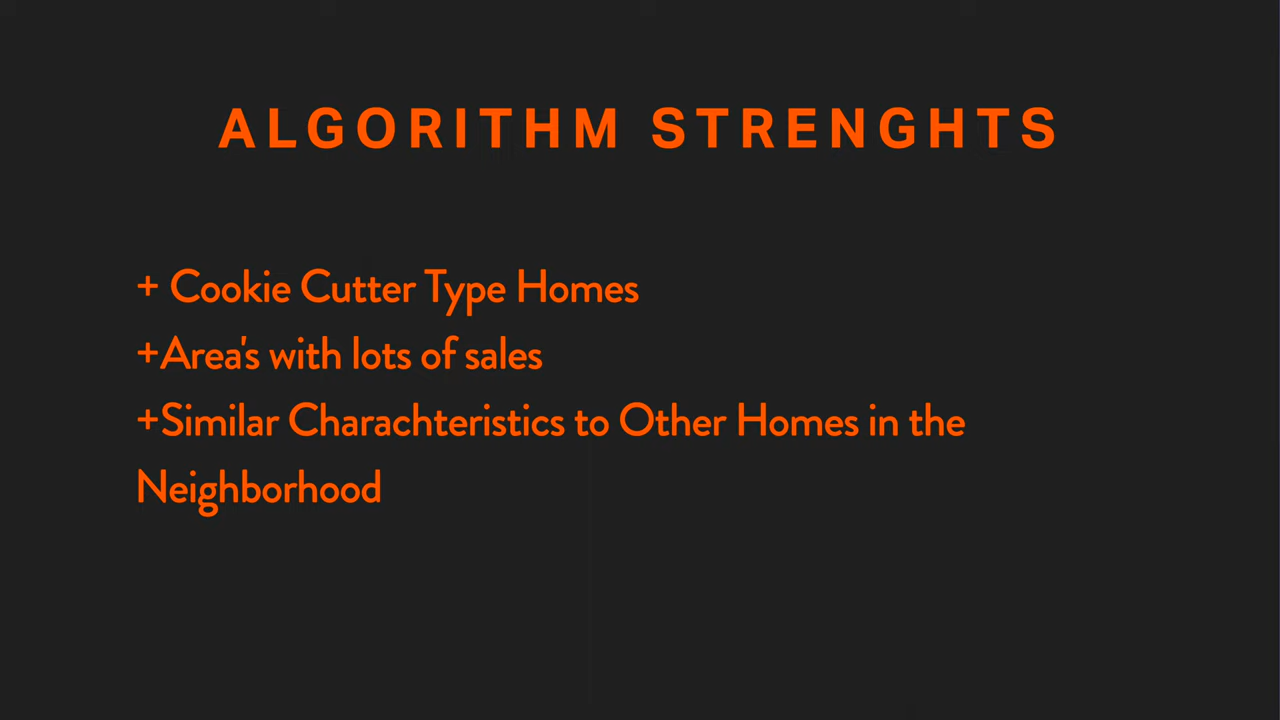 ALGORITHM STRENGHTS
+ Cookie Cutter Type Homes
+Area's with lots of sales
+Similar Charachteristics to Other Homes in the
Neighborhood